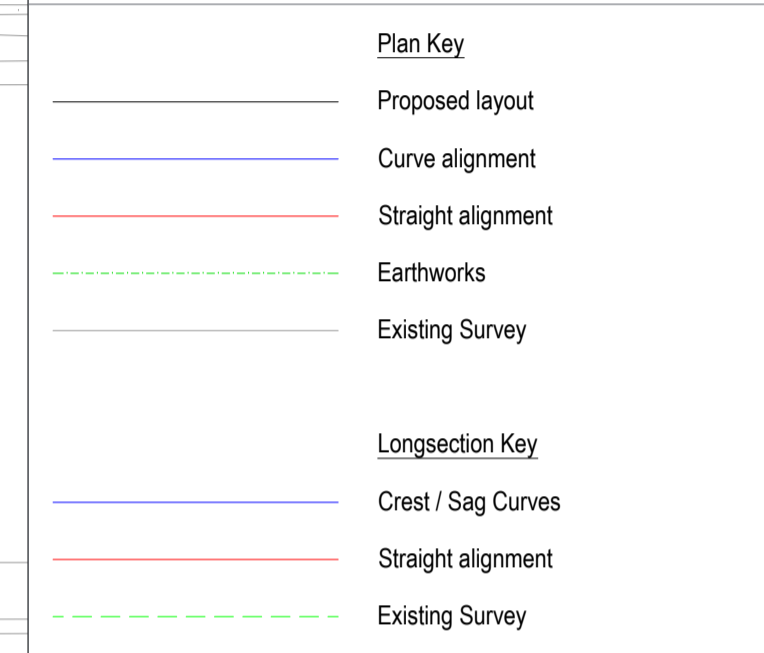 Plan Key
Proposed layout
Curve alignment
Straight alignment
Earthworks
Existing Survey
Longsection Key
Crest / Sag Curves
Straight alignment
Existing Survey